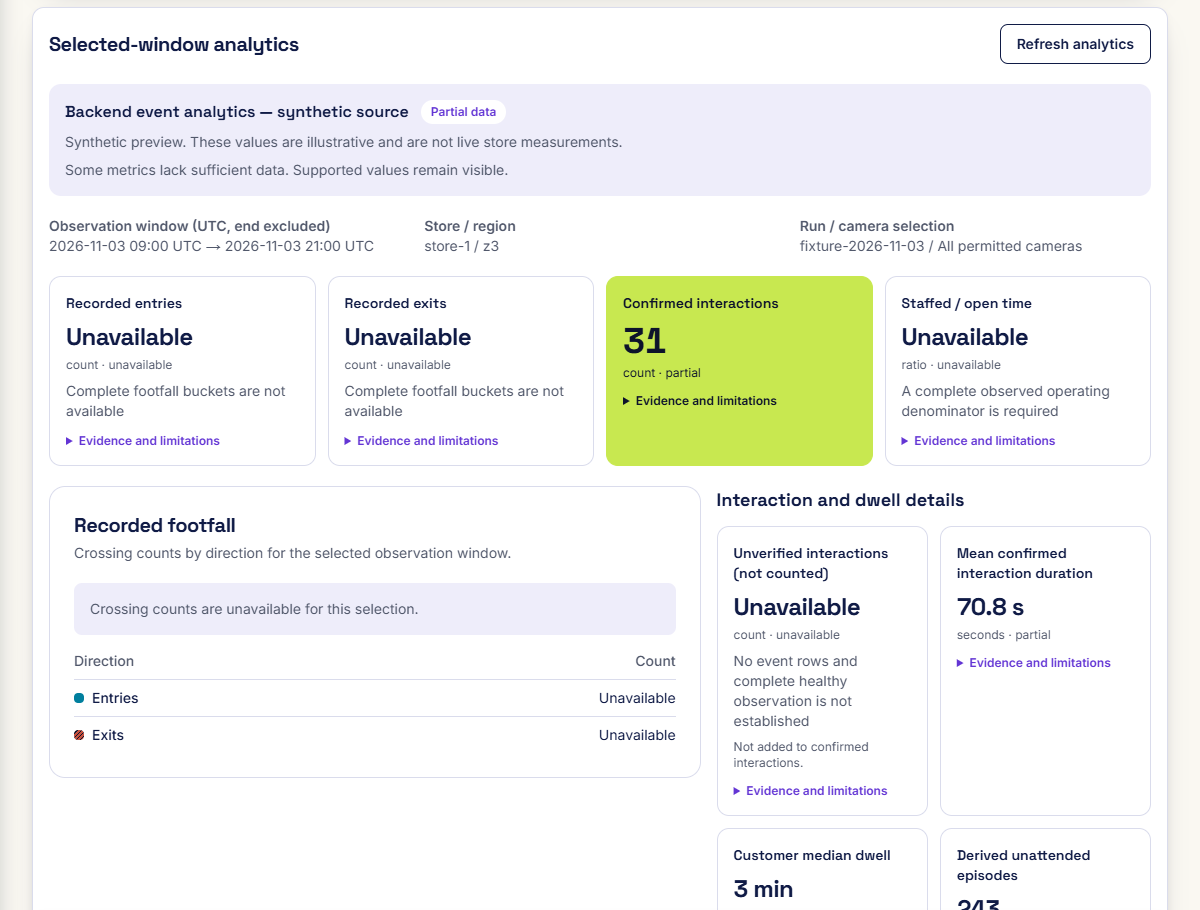 Selected-window analytics
Refresh analytics
Backend event analytics — synthetic source
Partial data
Synthetic preview. These values are illustrative and are not live store measurements.
Some metrics lack sufficient data. Supported values remain visible.
Observation window (UTC, end excluded)
2026-11-03 09:00 UTC → 2026-11-03 21:00 UTC
Store / region
store-1 / z3
Run / camera selection
fixture-2026-11-03 / All permitted cameras
Recorded entries
Unavailable
count · unavailable
Complete footfall buckets are not
available
Evidence and limitations
Recorded exits
Unavailable
count · unavailable
Complete footfall buckets are not
available
Evidence and limitations
Confirmed interactions
31
count · partial
Evidence and limitations
Staffed / open time
Unavailable
ratio · unavailable
A complete observed operating
denominator is required
Evidence and limitations
Recorded footfall
Crossing counts by direction for the selected observation window.
Crossing counts are unavailable for this selection.
Direction Count
Entries Unavailable
Exits Unavailable
Interaction and dwell details
Unverified interactions
(not counted)
Unavailable
count · unavailable
No event rows and
complete healthy
observation is not
established
Not added to confirmed
interactions.
Evidence and limitations
Mean confirmed
interaction duration
70.8 s
seconds · partial
Evidence and limitations
Customer median dwell
3 min
Derived unattended
episodes
243